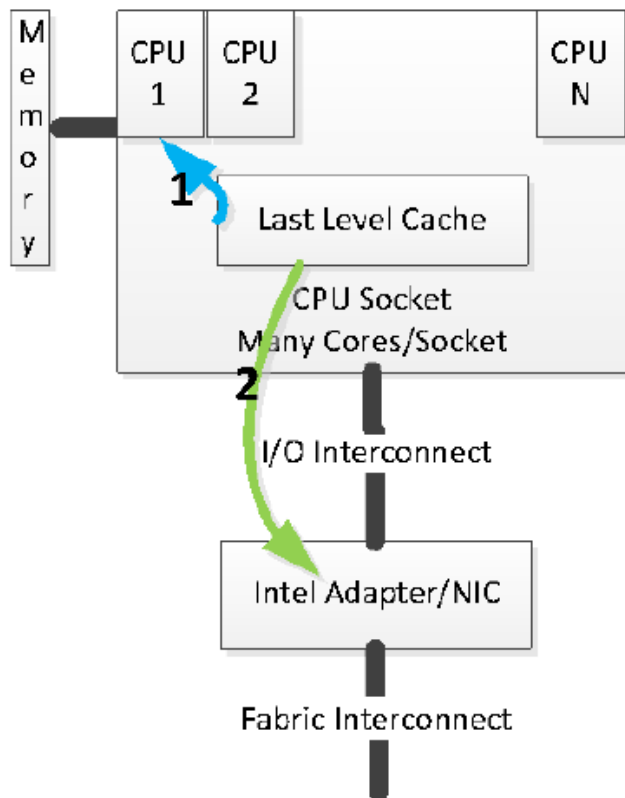 Memory
CPU
1
CPU
2
CPU
N
1
Last Level Cache
CPU Socket
Many Cores/Socket
2
I/O Interconnect
Intel Adapter/NIC
Fabric Interconnect